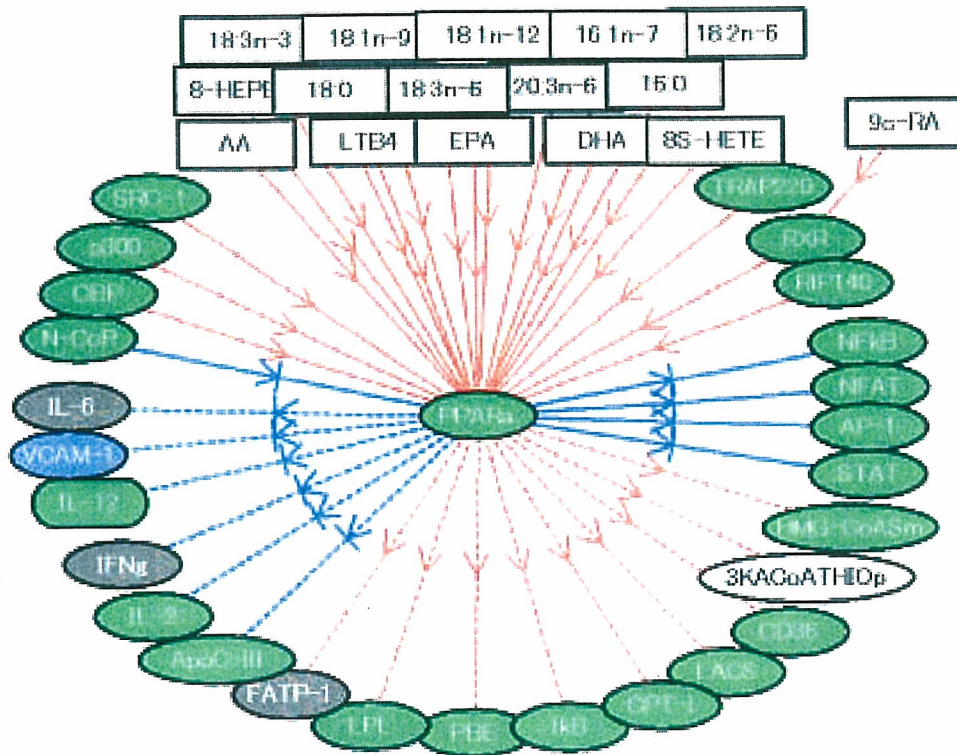 18:3n-3 18:1n-9 18:1n-12 16:1n-7 18:2n-6
8-HEPE 18:0 18:3n-6 20:3n-6 16:0
AA LTB4 EPA DHA 8S-HETE 9c-RA
SRC-1 TRAP220
p300 RXR
CBP RIP140
N-CoR NFkB
IL-6 PPARa NFAT
VCAM-1 AP-1
IL-12 STAT
HMG-CoASm
IFNg 3KACoATHIOp
IL-2 CD36
ApoC-III LACS
FATP-1 CPT-1
LPL PBE IkB